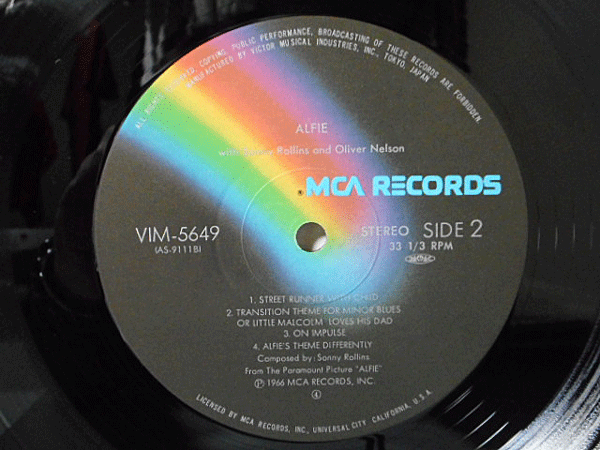 ALL RIGHTS RESERVED, COPYING, PUBLIC PERFORMANCE, BROADCASTING OF THESE RECORDS ARE FORBIDDEN.
MANUFACTURED BY VICTOR MUSICAL INDUSTRIES, INC., TOKYO, JAPAN
ALFIE
with Sonny Rollins and Oliver Nelson
MCA RECORDS
VIM-5649
(AS-9111B)
STEREO SIDE 2
33 1/3 RPM
1. STREET RUNNER WITH CHILD
2. TRANSITION THEME FOR MINOR BLUES
OR LITTLE MALCOLM LOVES HIS DAD
3. ON IMPULSE
4. ALFIE'S THEME DIFFERENTLY
Composed by: Sonny Rollins
From The Paramount Picture "ALFIE"
Ⓟ 1966 MCA RECORDS, INC.
④
LICENSED BY MCA RECORDS, INC., UNIVERSAL CITY, CALIFORNIA, U.S.A.